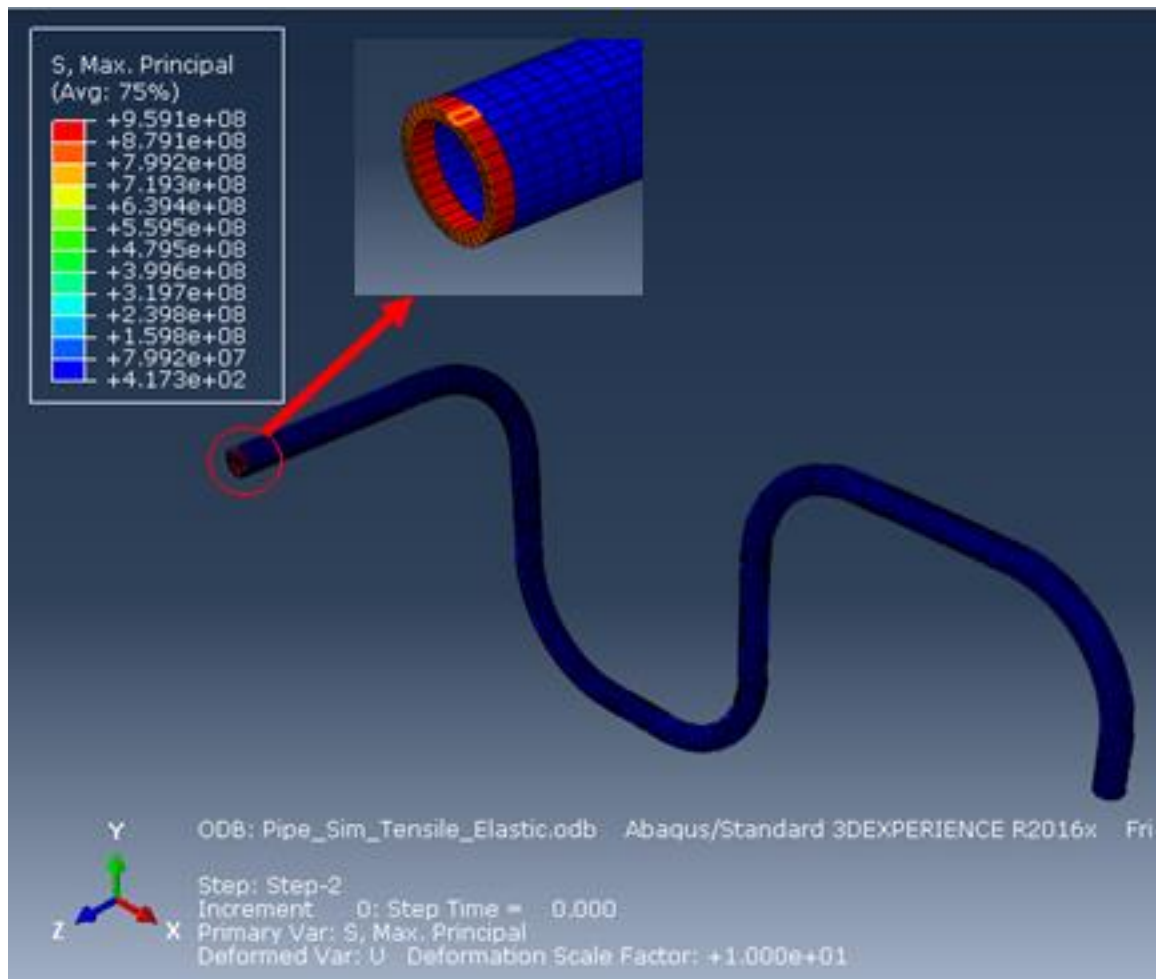 S, Max. Principal
(Avg: 75%)
+9.591e+08
+8.791e+08
+7.992e+08
+7.193e+08
+6.394e+08
+5.595e+08
+4.795e+08
+3.996e+08
+3.197e+08
+2.398e+08
+1.598e+08
+7.992e+07
+4.173e+02
Y
Z
X
ODB: Pipe_Sim_Tensile_Elastic.odb Abaqus/Standard 3DEXPERIENCE R2016x Fri
Step: Step-2
Increment 0: Step Time = 0.000
Primary Var: S, Max. Principal
Deformed Var: U Deformation Scale Factor: +1.000e+01